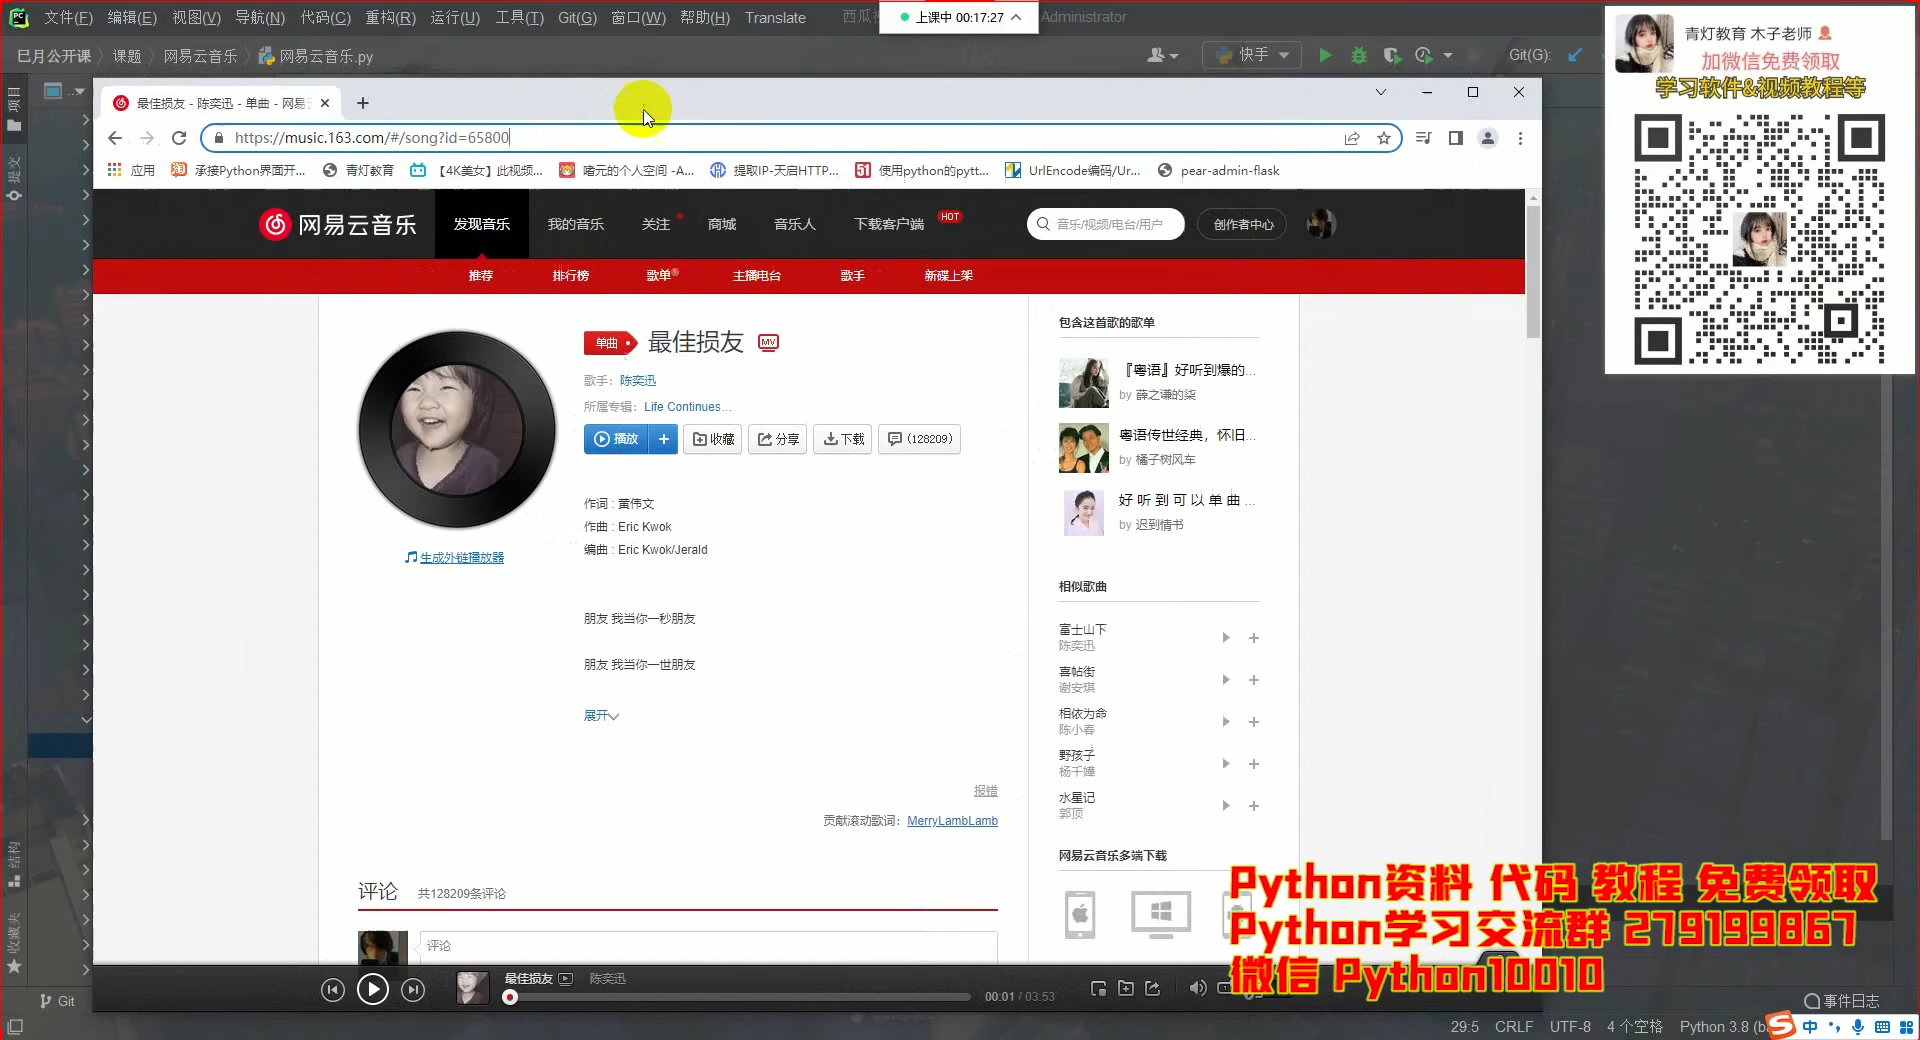 文件(F) 编辑(E) 视图(V) 导航(N) 代码(C) 重构(R) 运行(U) 工具(T) Git(G) 窗口(W) 帮助(H) Translate
上课中 00:17:27
Administrator
巳月公开课 课题 网易云音乐 网易云音乐.py
快手
Git(G):
青灯教育 木子老师
加微信免费领取
学习软件&视频教程等
项目
提交
结构
收藏夹
最佳损友 - 陈奕迅 - 单曲 - 网易
https://music.163.com/#/song?id=65800
应用 承接Python界面开... 青灯教育 【4K美女】此视频... 啫元的个人空间 -A... 提取IP-天启HTTP... 使用python的pytt... UrlEncode编码/Ur... pear-admin-flask
网易云音乐 发现音乐 我的音乐 关注 商城 音乐人 下载客户端 HOT 音乐/视频/电台/用户 创作者中心
推荐 排行榜 歌单 主播电台 歌手 新碟上架
单曲 最佳损友 MV
歌手：陈奕迅
所属专辑：Life Continues…
播放 + 收藏 分享 下载 (128209)
作词 : 黄伟文
作曲 : Eric Kwok
编曲 : Eric Kwok/Jerald
生成外链播放器
朋友 我当你一秒朋友
朋友 我当你一世朋友
展开
报错
贡献滚动歌词：MerryLambLamb
评论 共128209条评论
评论
包含这首歌的歌单
『粤语』好听到爆的...
by 薛之谦的柒
粤语传世经典，怀旧...
by 橘子树风车
好 听 到 可 以 单 曲 ...
by 迟到情书
相似歌曲
富士山下
陈奕迅
喜帖街
谢安琪
相依为命
陈小春
野孩子
杨千嬅
水星记
郭顶
网易云音乐多端下载
Python资料 代码 教程 免费领取
Python学习交流群 279199867
微信 Python10010
最佳损友 陈奕迅
00:01 / 03:53
Git
事件日志
29:5 CRLF UTF-8 4 个空格 Python 3.8
中